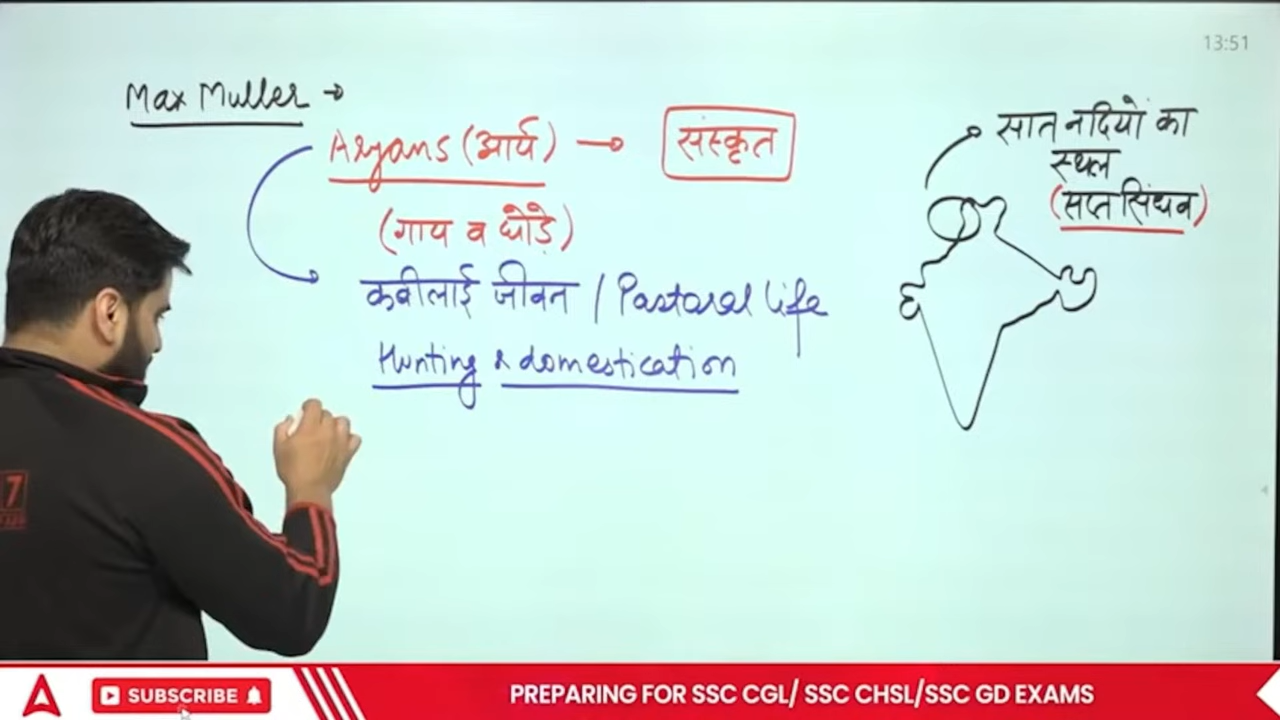 13:51
Max Muller →
Aryans (आर्य) → संस्कृत
(गाय व घोड़े)
कबीलाई जीवन / Pastoral life
Hunting & domestication
सात नदियों का
स्थल
(सप्त सिंधव)
7
SUBSCRIBE
PREPARING FOR SSC CGL/ SSC CHSL/SSC GD EXAMS